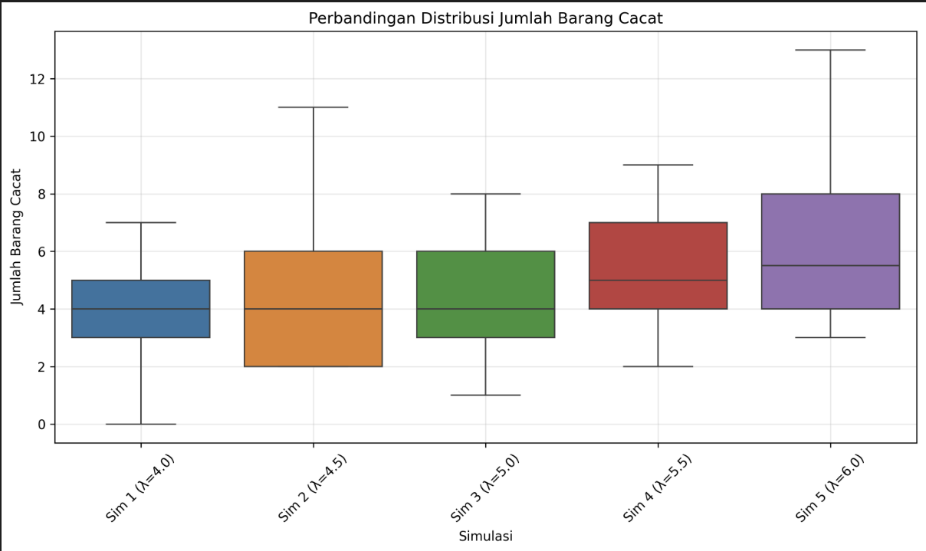 Perbandingan Distribusi Jumlah Barang Cacat
Jumlah Barang Cacat
12
10
8
6
4
2
0
Sim 1 (λ=4.0)
Sim 2 (λ=4.5)
Sim 3 (λ=5.0)
Sim 4 (λ=5.5)
Sim 5 (λ=6.0)
Simulasi